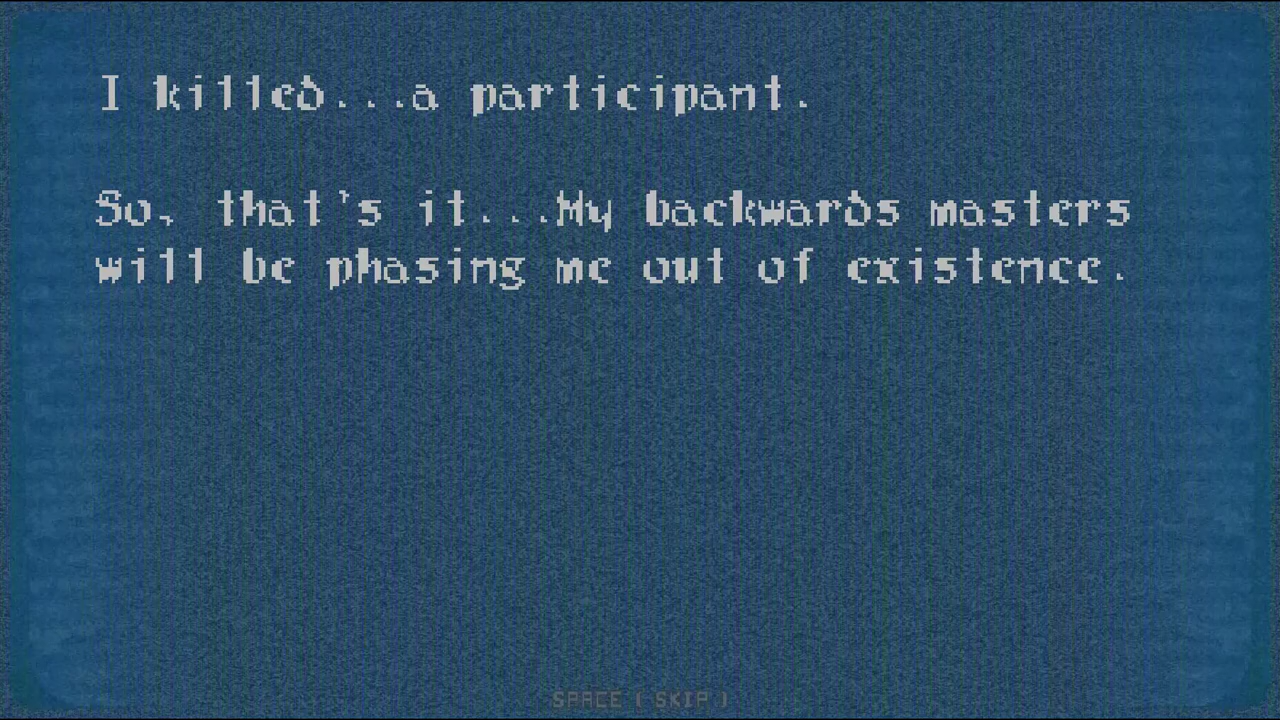 I killed...a participant.
So, that's it...My backwards masters
will be phasing me out of existence.
SPACE ( SKIP )